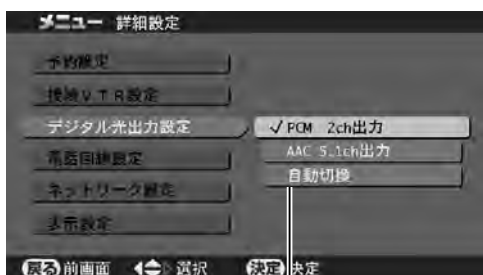 メニュー 詳細設定
予約設定
接続VTR設定
デジタル光出力設定
✓ PCM 2ch出力
AAC 5.1ch出力
自動切換
電話回線設定
ネットワーク設定
表示設定
戻る 前画面 選択 決定 決定